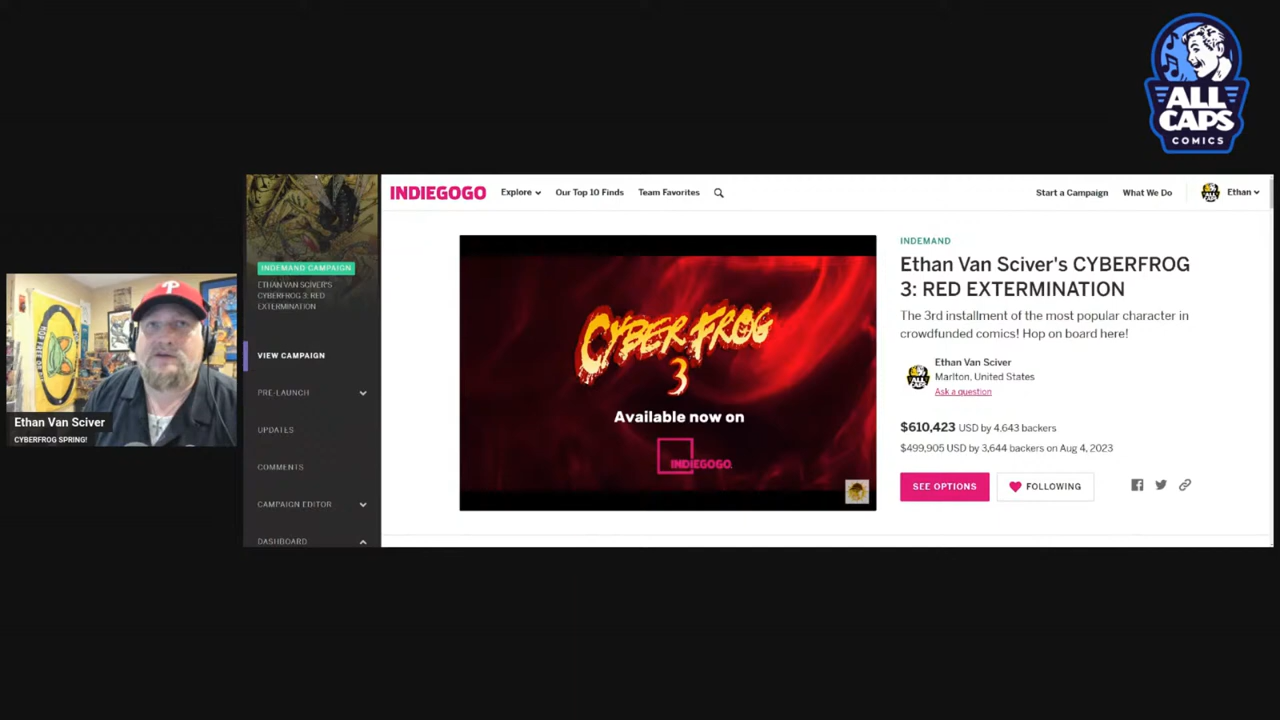 ALL
CAPS
COMICS
INDIEGOGO
Explore
Our Top 10 Finds
Team Favorites
Start a Campaign
What We Do
Ethan
INDEMAND CAMPAIGN
ETHAN VAN SCIVER'S
CYBERFROG 3: RED
EXTERMINATION
VIEW CAMPAIGN
PRE-LAUNCH
UPDATES
COMMENTS
CAMPAIGN EDITOR
DASHBOARD
CYBERFROG
3
Available now on
INDIEGOGO.
INDEMAND
Ethan Van Sciver's CYBERFROG
3: RED EXTERMINATION
The 3rd installment of the most popular character in
crowdfunded comics! Hop on board here!
ALL
CAPS
Ethan Van Sciver
Marlton, United States
Ask a question
$610,423 USD by 4,643 backers
$499,905 USD by 3,644 backers on Aug 4, 2023
SEE OPTIONS
FOLLOWING
P
Ethan Van Sciver
CYBERFROG SPRING!